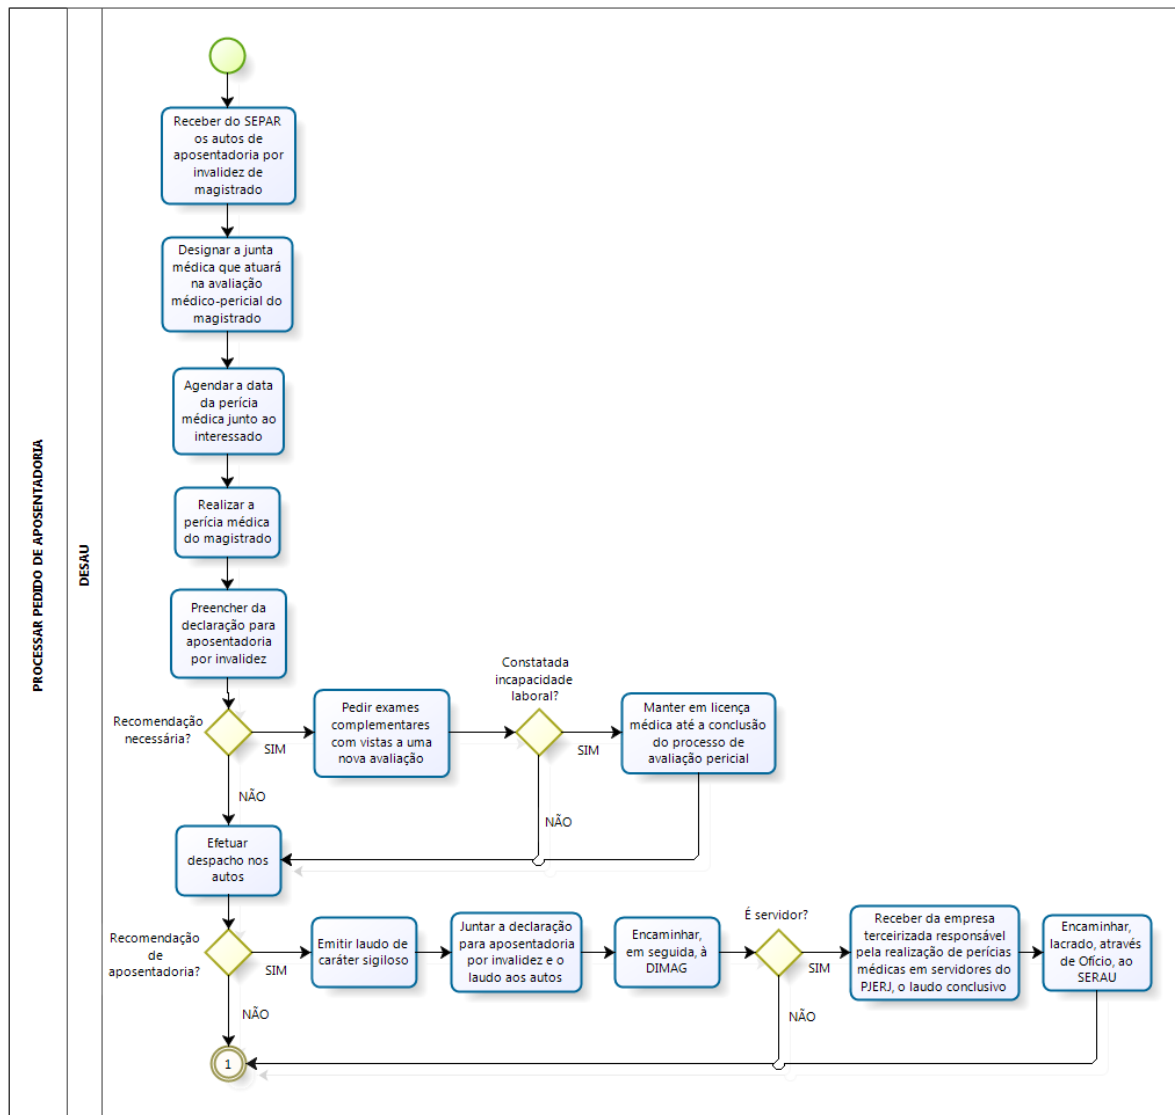 PROCESSAR PEDIDO DE APOSENTADORIA
DESAU
Receber do SEPAR
os autos de
aposentadoria por
invalidez de
magistrado
Designar a junta
médica que atuará
na avaliação
médico-pericial do
magistrado
Agendar a data
da perícia
médica junto ao
interessado
Realizar a
perícia médica
do magistrado
Preencher da
declaração para
aposentadoria
por invalidez
Recomendação
necessária?
SIM
NÃO
Pedir exames
complementares
com vistas a uma
nova avaliação
Constatada
incapacidade
laboral?
SIM
NÃO
Manter em licença
médica até a conclusão
do processo de
avaliação pericial
Efetuar
despacho nos
autos
Recomendação
de
aposentadoria?
SIM
NÃO
Emitir laudo de
caráter sigiloso
Juntar a declaração
para aposentadoria
por invalidez e o
laudo aos autos
Encaminhar,
em seguida, à
DIMAG
É servidor?
SIM
NÃO
Receber da empresa
terceirizada responsável
pela realização de perícias
médicas em servidores do
PJERJ, o laudo conclusivo
Encaminhar,
lacrado, através
de Ofício, ao
SERAU
1